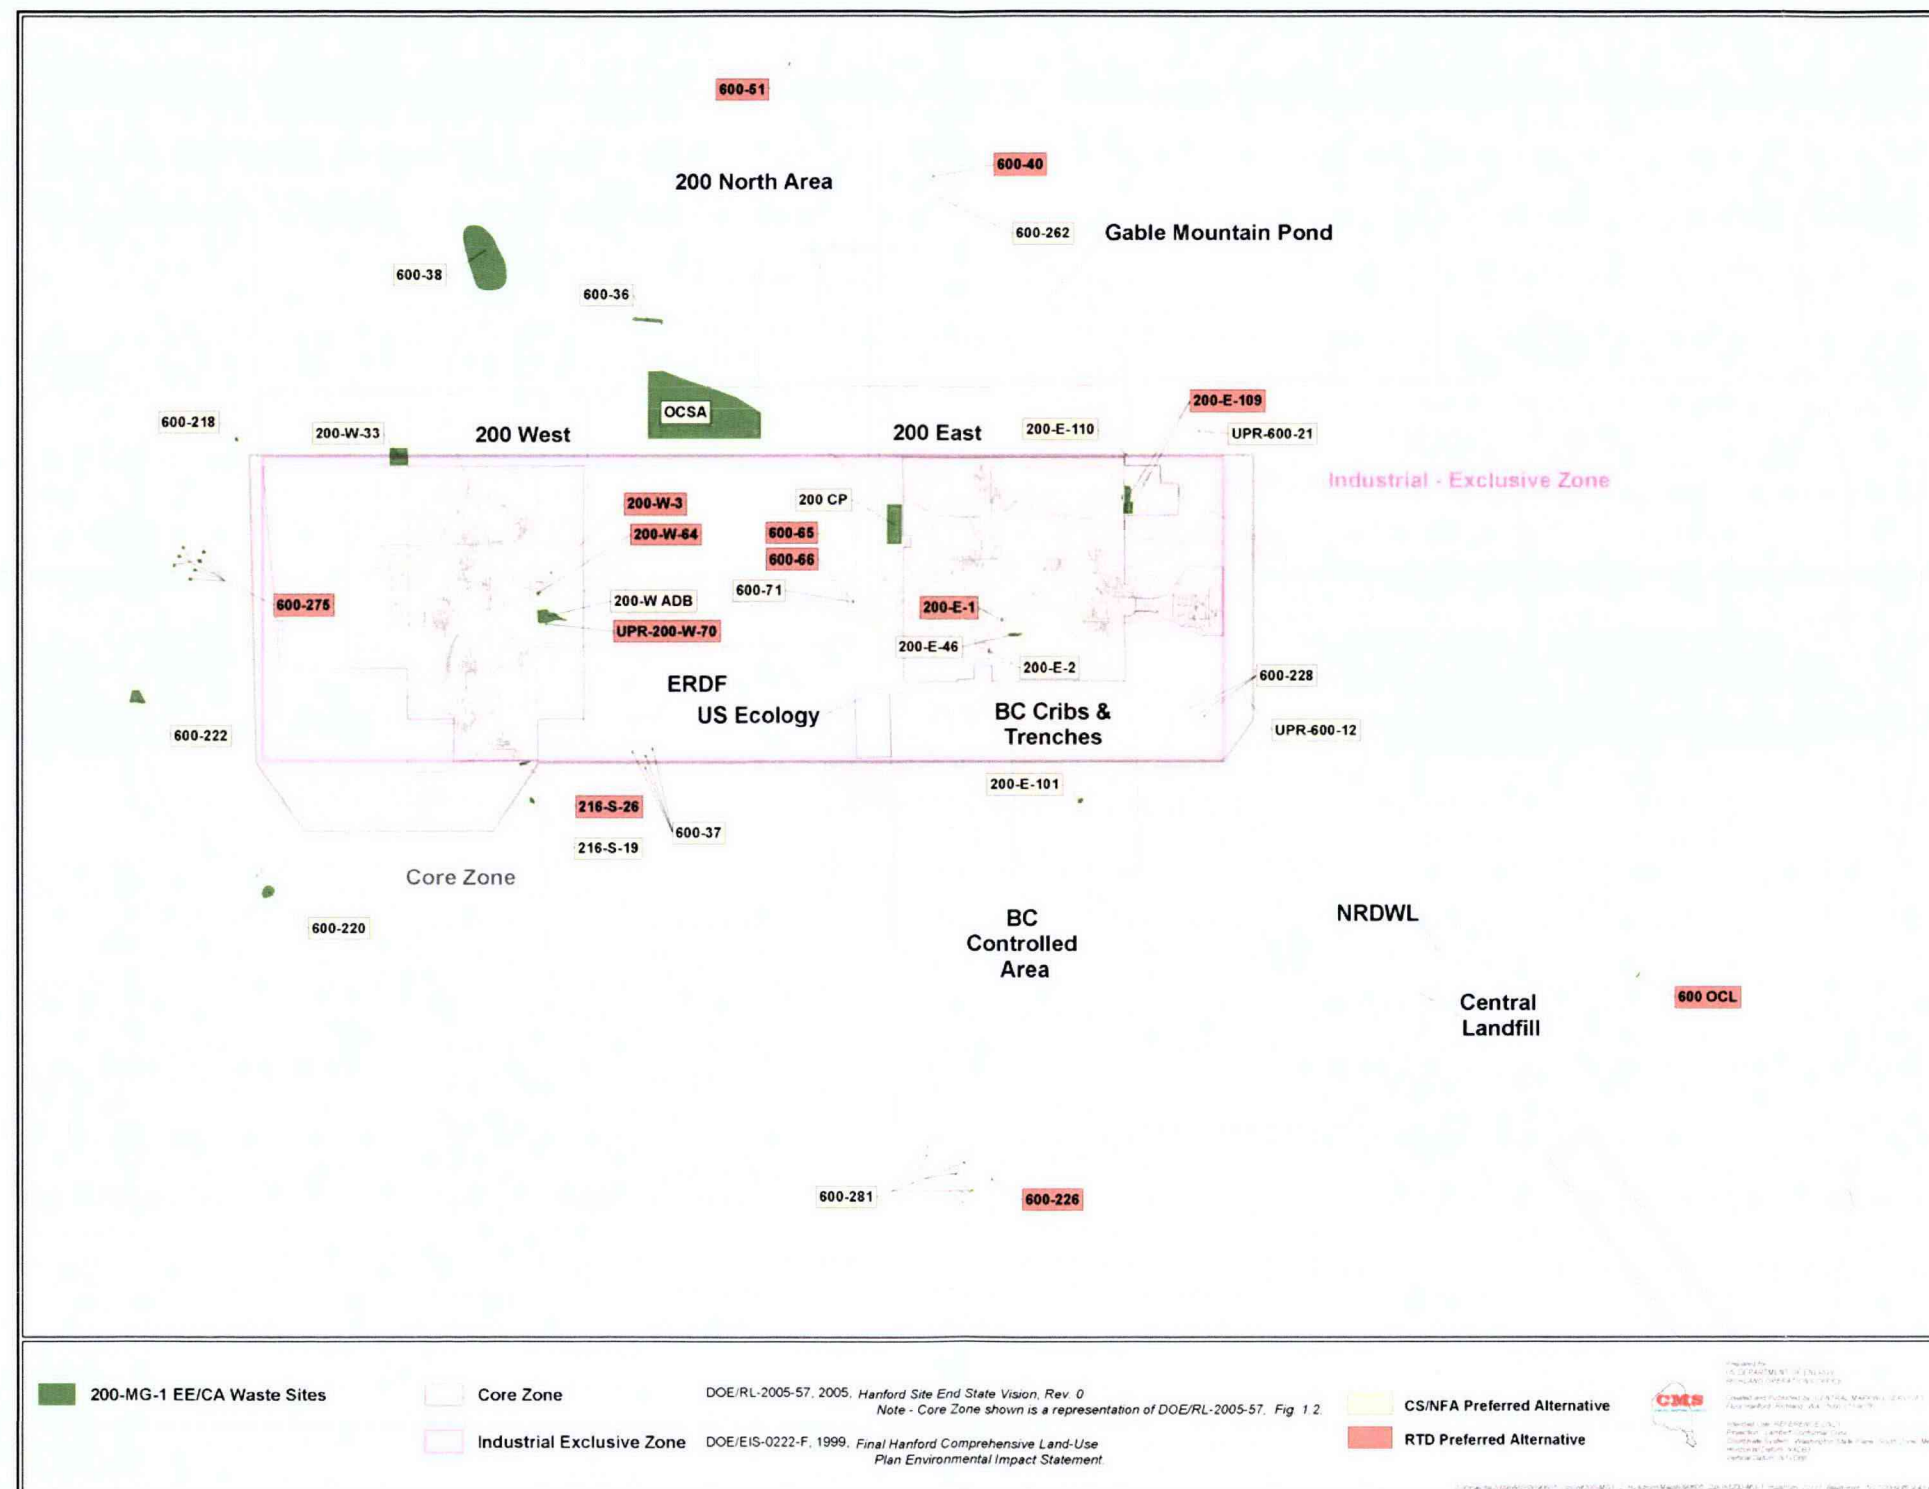 600-51
600-40
200 North Area
600-262
Gable Mountain Pond
600-38
600-36
OCSA
200-E-109
600-218
200-W-33
200 West
200 East
200-E-110
UPR-600-21
Industrial - Exclusive Zone
200-W-3
200 CP
200-W-64
600-65
600-66
600-71
600-275
200-W ADB
200-E-1
UPR-200-W-70
200-E-46
200-E-2
600-228
ERDF
US Ecology
BC Cribs &
Trenches
UPR-600-12
600-222
200-E-101
216-S-26
600-37
216-S-19
Core Zone
600-220
BC
Controlled
Area
NRDWL
600 OCL
Central
Landfill
600-281
600-226
200-MG-1 EE/CA Waste Sites
Core Zone
Industrial Exclusive Zone
DOE/RL-2005-57, 2005, Hanford Site End State Vision, Rev. 0
Note - Core Zone shown is a representation of DOE/RL-2005-57, Fig. 1.2.
DOE/EIS-0222-F, 1999, Final Hanford Comprehensive Land-Use
Plan Environmental Impact Statement
CS/NFA Preferred Alternative
RTD Preferred Alternative
CMS